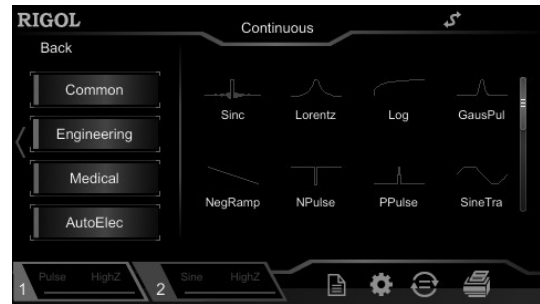 RIGOL
Continuous
Back
Common
Engineering
Medical
AutoElec
Sinc
Lorentz
Log
GausPul
NegRamp
NPulse
PPulse
SineTra
1 Pulse HighZ
2 Sine HighZ